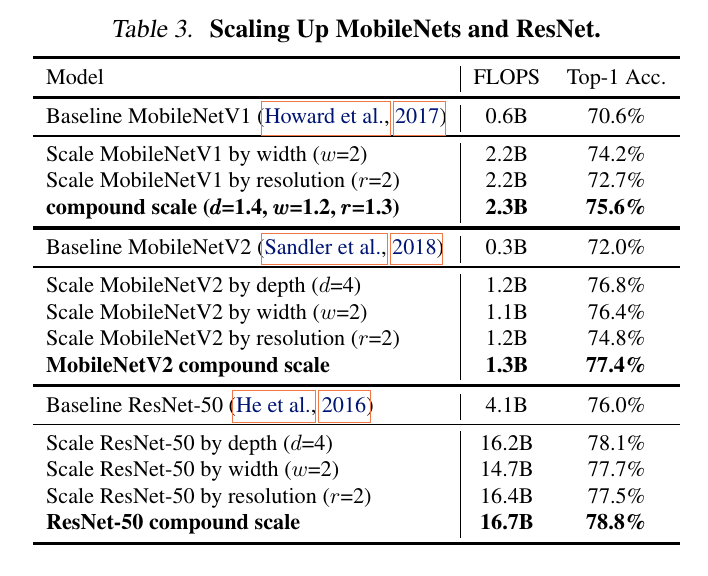 Table 3. Scaling Up MobileNets and ResNet.
Model FLOPS Top-1 Acc.
Baseline MobileNetV1 (Howard et al., 2017) 0.6B 70.6%
Scale MobileNetV1 by width (w=2) 2.2B 74.2%
Scale MobileNetV1 by resolution (r=2) 2.2B 72.7%
compound scale (d=1.4, w=1.2, r=1.3) 2.3B 75.6%
Baseline MobileNetV2 (Sandler et al., 2018) 0.3B 72.0%
Scale MobileNetV2 by depth (d=4) 1.2B 76.8%
Scale MobileNetV2 by width (w=2) 1.1B 76.4%
Scale MobileNetV2 by resolution (r=2) 1.2B 74.8%
MobileNetV2 compound scale 1.3B 77.4%
Baseline ResNet-50 (He et al., 2016) 4.1B 76.0%
Scale ResNet-50 by depth (d=4) 16.2B 78.1%
Scale ResNet-50 by width (w=2) 14.7B 77.7%
Scale ResNet-50 by resolution (r=2) 16.4B 77.5%
ResNet-50 compound scale 16.7B 78.8%